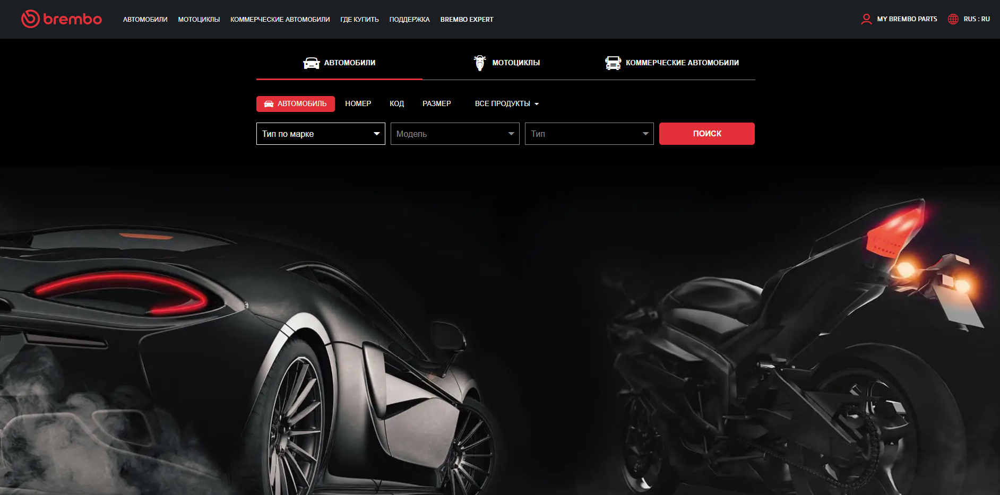 brembo АВТОМОБИЛИ МОТОЦИКЛЫ КОММЕРЧЕСКИЕ АВТОМОБИЛИ ГДЕ КУПИТЬ ПОДДЕРЖКА BREMBO EXPERT MY BREMBO PARTS RUS : RU
АВТОМОБИЛИ МОТОЦИКЛЫ КОММЕРЧЕСКИЕ АВТОМОБИЛИ
АВТОМОБИЛЬ НОМЕР КОД РАЗМЕР ВСЕ ПРОДУКТЫ
Тип по марке Модель Тип ПОИСК